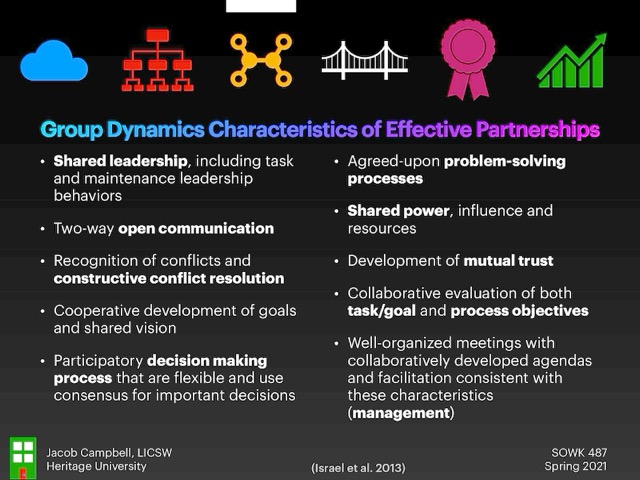 Group Dynamics Characteristics of Effective Partnerships
• Shared leadership, including task
and maintenance leadership
behaviors
• Two-way open communication
• Recognition of conflicts and
constructive conflict resolution
• Cooperative development of goals
and shared vision
• Participatory decision making
process that are flexible and use
consensus for important decisions
• Agreed-upon problem-solving
processes
• Shared power, influence and
resources
• Development of mutual trust
• Collaborative evaluation of both
task/goal and process objectives
• Well-organized meetings with
collaboratively developed agendas
and facilitation consistent with
these characteristics
(management)
Jacob Campbell, LICSW
Heritage University
(Israel et al. 2013)
SOWK 487
Spring 2021